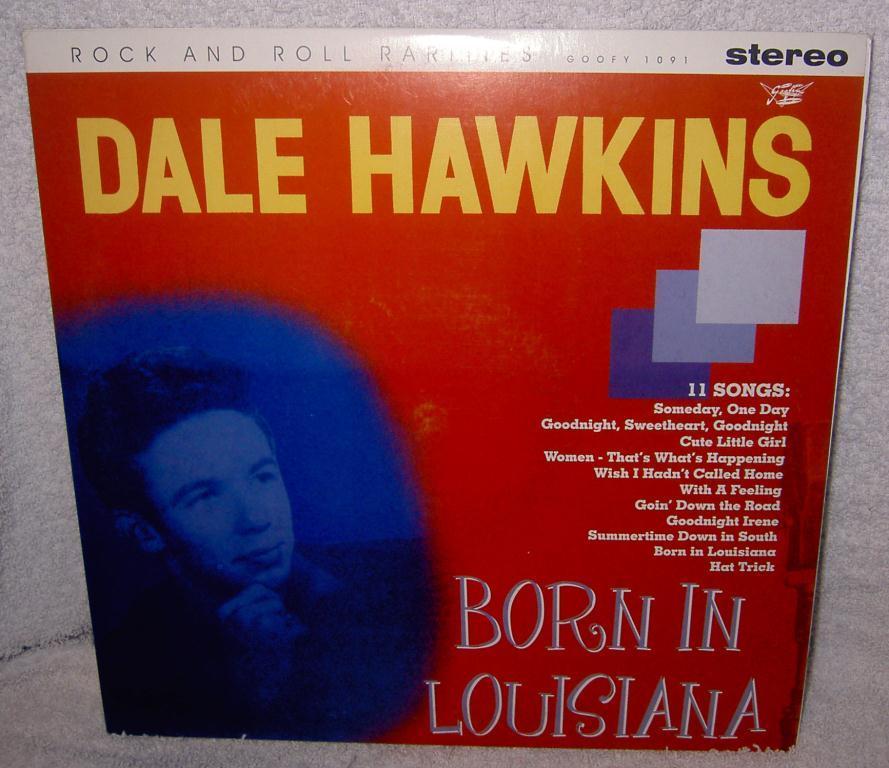 ROCK AND ROLL RARITIES GOOFY 1091 stereo
DALE HAWKINS
11 SONGS:
Someday, One Day
Goodnight, Sweetheart, Goodnight
Cute Little Girl
Women - That's What's Happening
Wish I Hadn't Called Home
With A Feeling
Goin' Down the Road
Goodnight Irene
Summertime Down in South
Born in Louisiana
Hat Trick
BORN IN
LOUISIANA